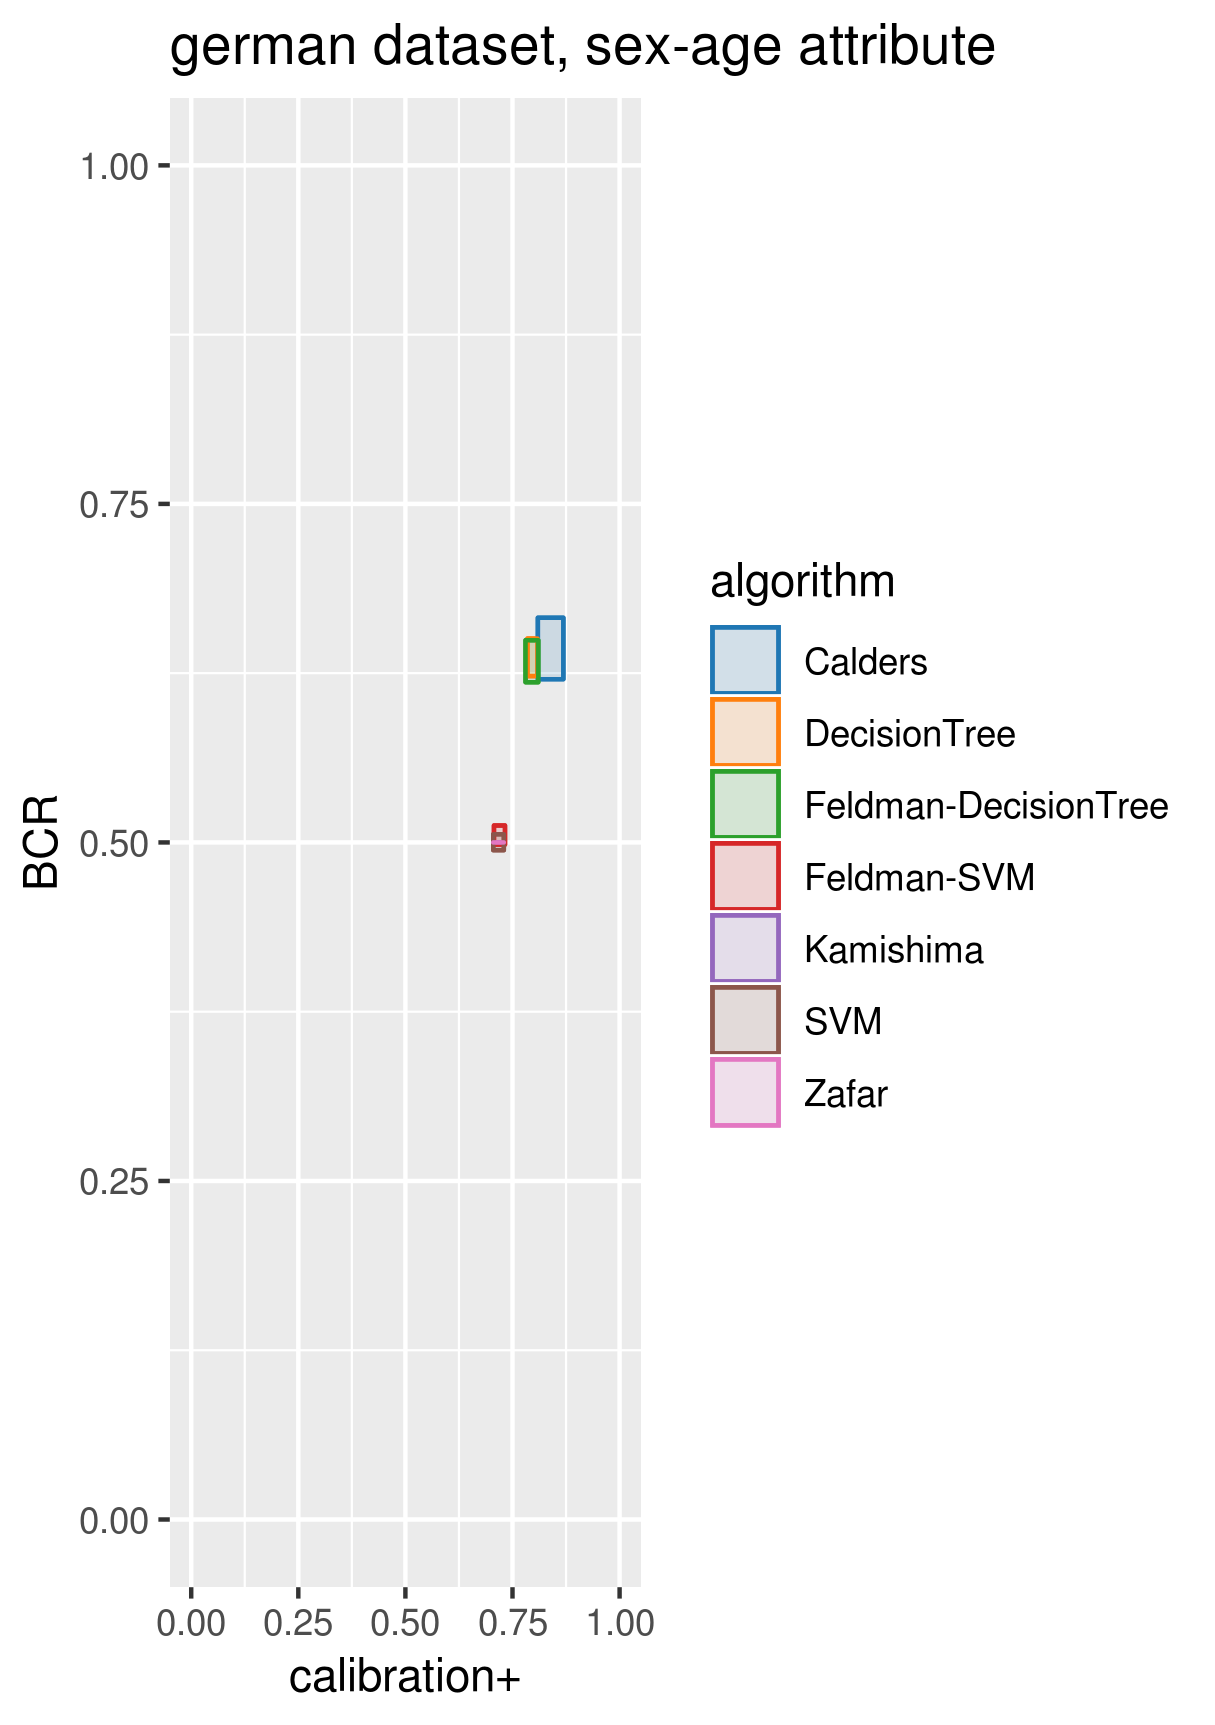 german dataset, sex-age attribute
1.00
0.75
0.50
0.25
0.00
BCR
0.00 0.25 0.50 0.75 1.00
calibration+
algorithm
Calders
DecisionTree
Feldman-DecisionTree
Feldman-SVM
Kamishima
SVM
Zafar